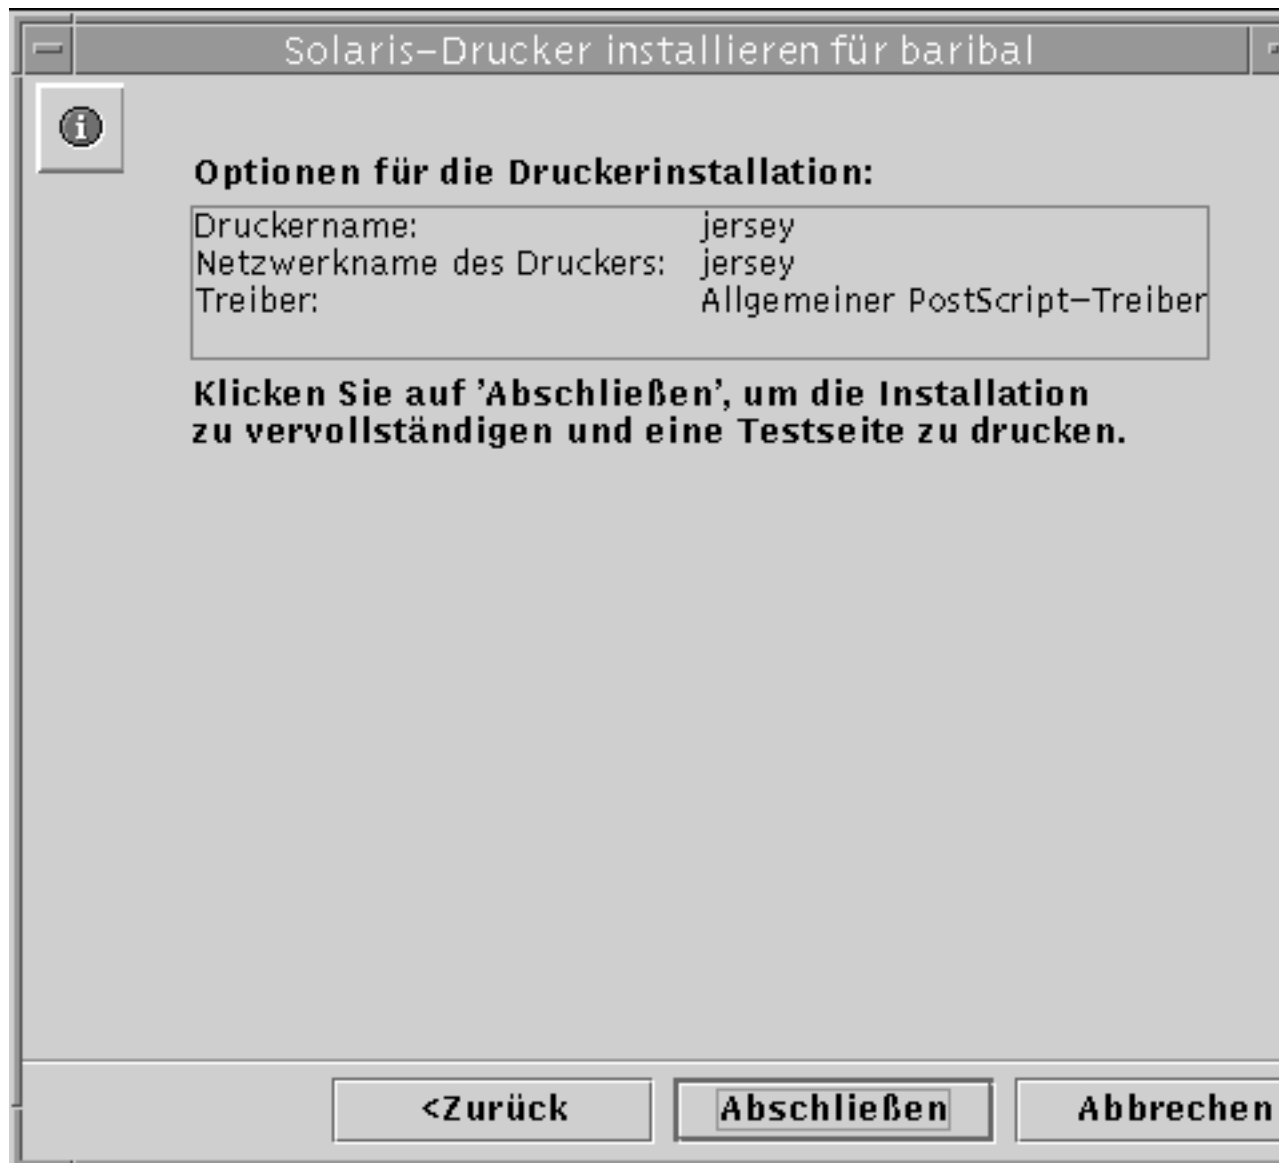 Solaris–Drucker installieren für baribal
Optionen für die Druckerinstallation:
Druckername: jersey
Netzwerkname des Druckers: jersey
Treiber: Allgemeiner PostScript–Treiber
Klicken Sie auf 'Abschließen', um die Installation
zu vervollständigen und eine Testseite zu drucken.
<Zurück Abschließen Abbrechen